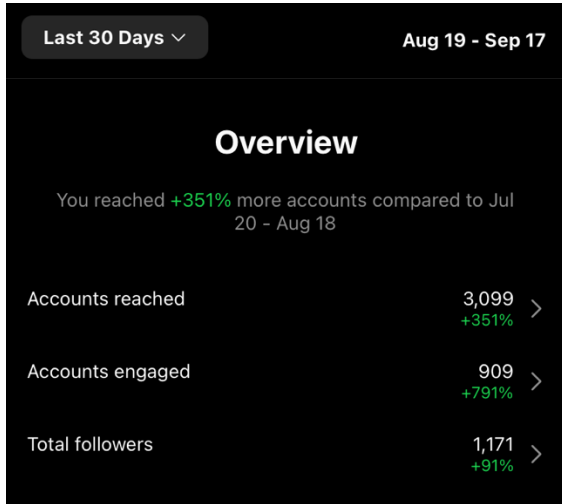 Last 30 Days
Aug 19 - Sep 17
Overview
You reached +351% more accounts compared to Jul
20 - Aug 18
Accounts reached
3,099
+351%
Accounts engaged
909
+791%
Total followers
1,171
+91%